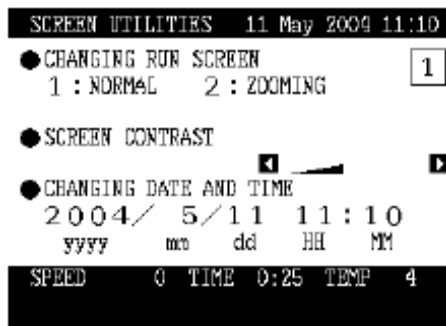 SCREEN UTILITIES 11 May 2004 11:10
●CHANGING RUN SCREEN
1 : NORMAL 2 : ZOOMING 1
●SCREEN CONTRAST
●CHANGING DATE AND TIME
2004/ 5/11 11:10
yyyy mm dd HH MM
SPEED 0 TIME 0:25 TEMP 4